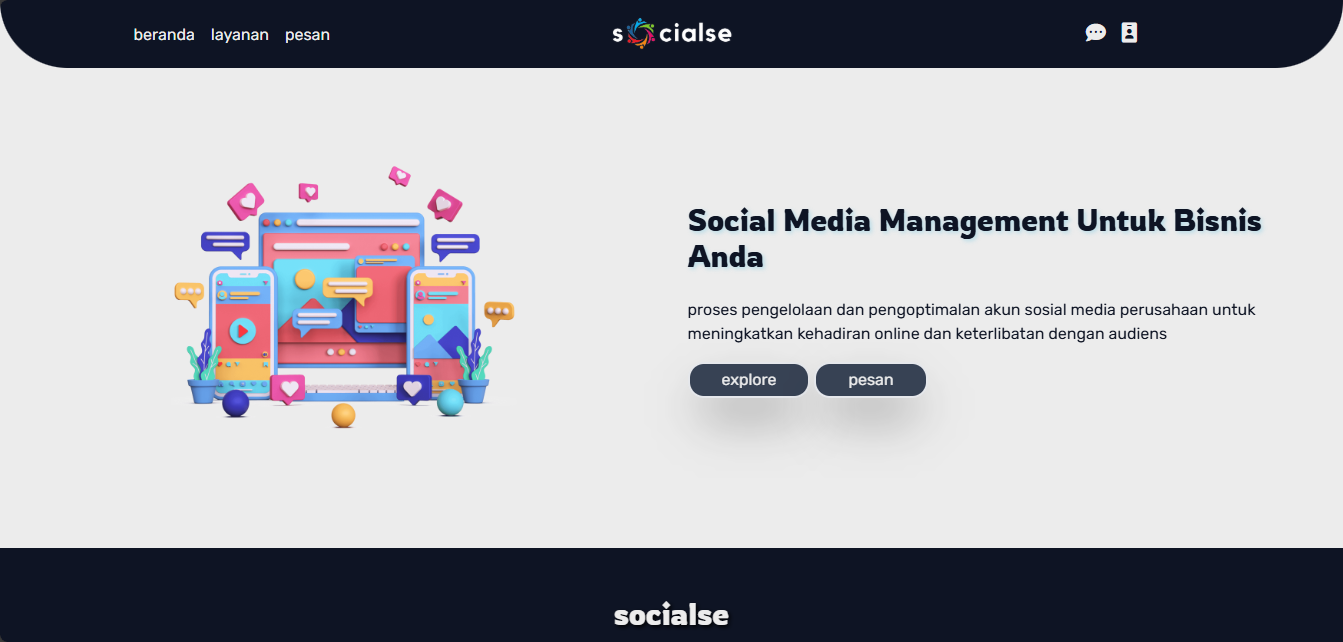 beranda layanan pesan
socialse
Social Media Management Untuk Bisnis
Anda
proses pengelolaan dan pengoptimalan akun sosial media perusahaan untuk
meningkatkan kehadiran online dan keterlibatan dengan audiens
explore pesan
socialse